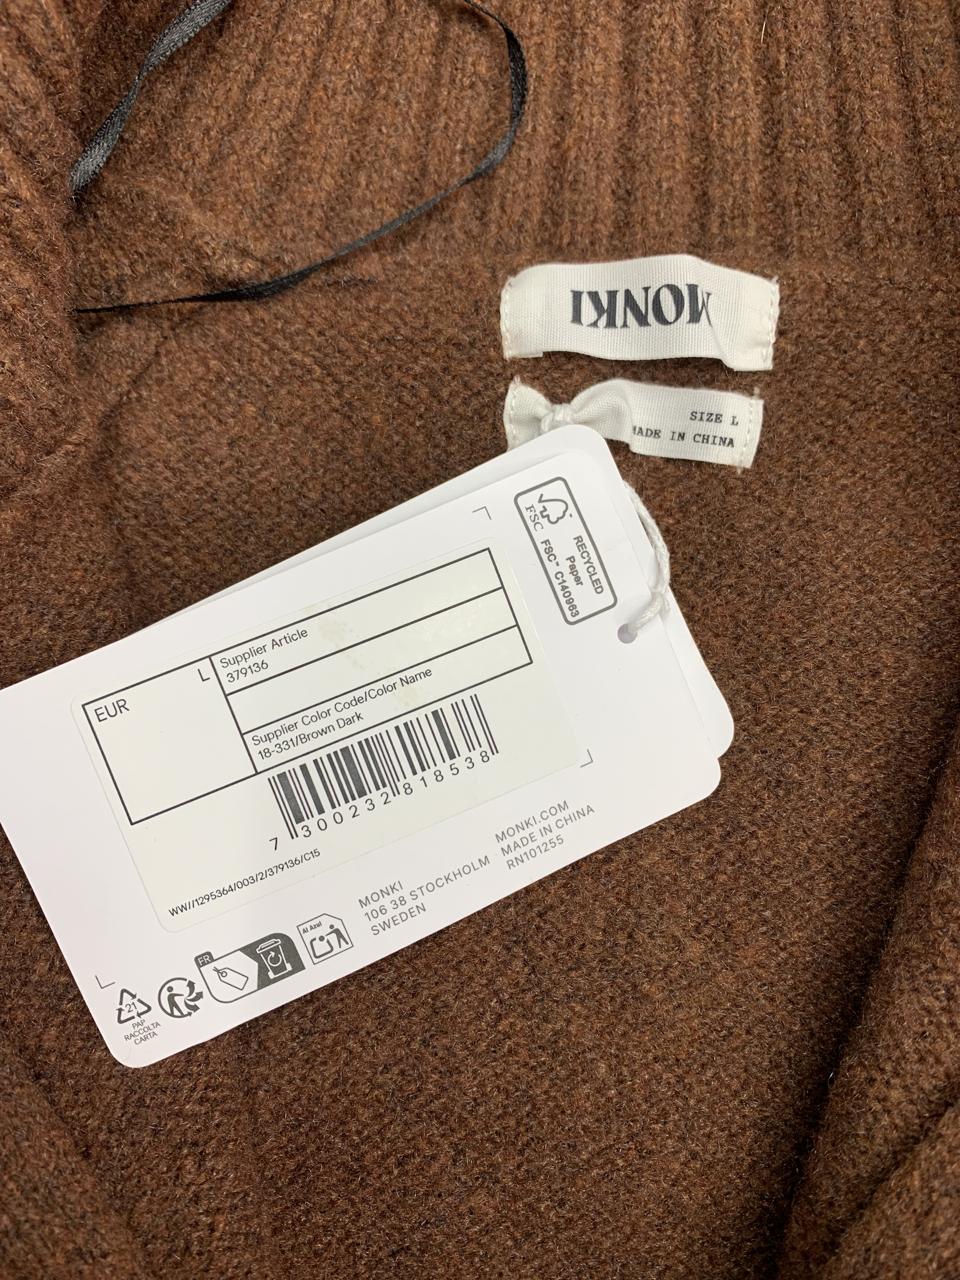 MONKI
SIZE L
MADE IN CHINA
FSC
RECYCLED
Paper
FSC™ C140963
EUR
L
Supplier Article
379136
Supplier Color Code/Color Name
18-331/Brown Dark
7 300232 818538
WW//1295364/003/2/379136/C15
MONKI
106 38 STOCKHOLM
SWEDEN
MONKI.COM
MADE IN CHINA
RN101255
21
PAP
RACCOLTA
CARTA
FR
Al Azul